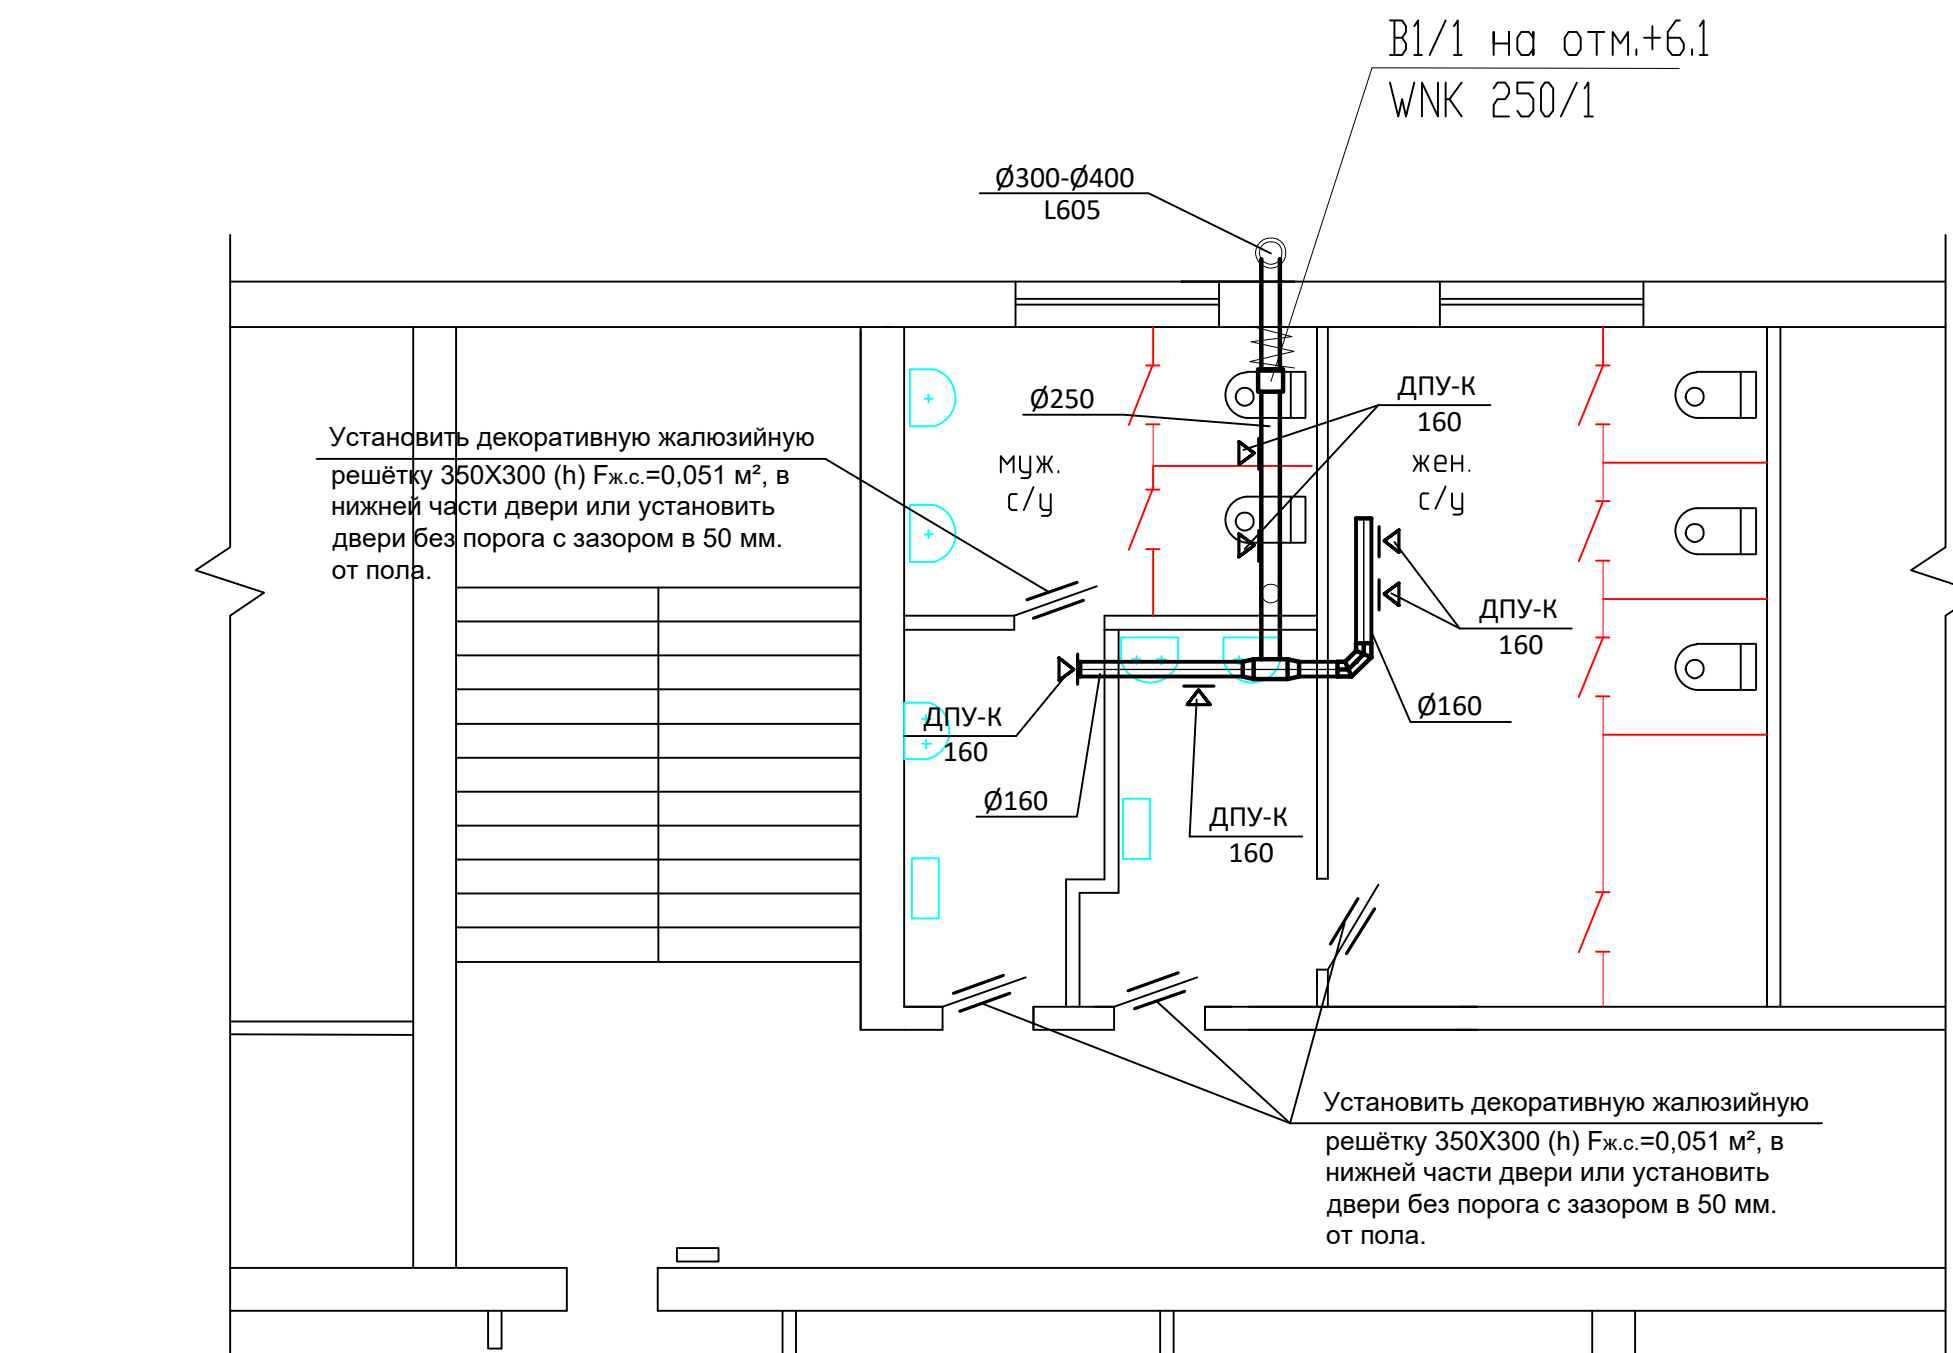 В1/1 на отм.+6.1
WNK 250/1
Ø300-Ø400
L605
Ø250
ДПУ-К
160
Установить декоративную жалюзийную
решётку 350X300 (h) Fж.с.=0,051 м², в
нижней части двери или установить
двери без порога с зазором в 50 мм.
от пола.
муж.
с/у
жен.
с/у
ДПУ-К
160
Ø160
ДПУ-К
160
Ø160
ДПУ-К
160
Установить декоративную жалюзийную
решётку 350X300 (h) Fж.с.=0,051 м², в
нижней части двери или установить
двери без порога с зазором в 50 мм.
от пола.